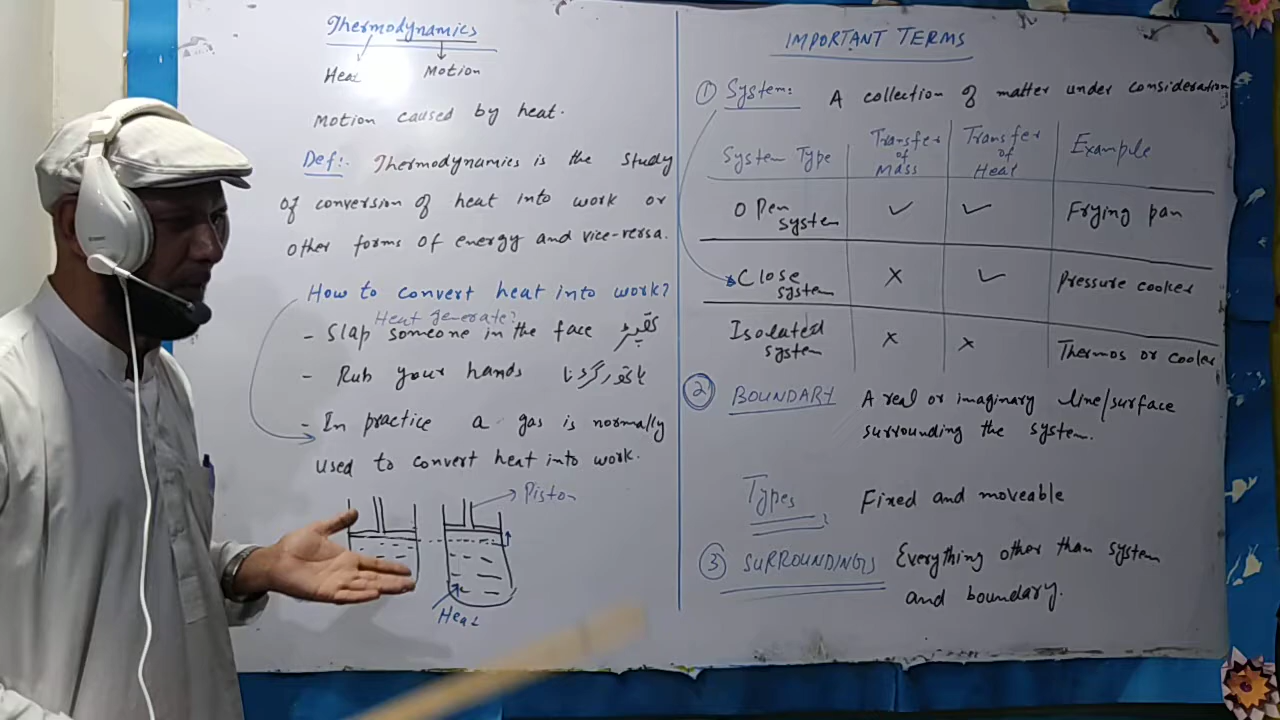 Thermodynamics
Heat
Motion
Motion caused by heat.
Def:. Thermodynamics is the study
of conversion of heat into work or
other forms of energy and vice-versa.
How to convert heat into work?
Heat generate?
- Slap someone in the face تھپڑ
- Rub your hands ہاتھ رگڑنا
- In practice a gas is normally
used to convert heat into work.
Piston
Heat
IMPORTANT TERMS
① System: A collection of matter under consideration
System Type
Transfer of Mass
Transfer of Heat
Example
Open system ✓ ✓ Frying pan
Close system ✗ ✓ Pressure cooker
Isolated system ✗ ✗ Thermos or cooler
② BOUNDARY A real or imaginary line/surface
surrounding the system.
Types Fixed and moveable
③ SURROUNDINGS Everything other than system
and boundary.